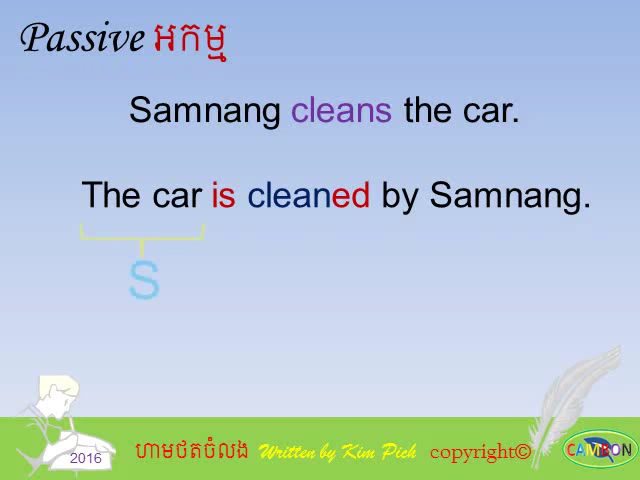 Passive អកម្ម
Samnang cleans the car.
The car is cleaned by Samnang.
S
2016 ហាមថតចំលង Written by Kim Pich copyright© CAMBON